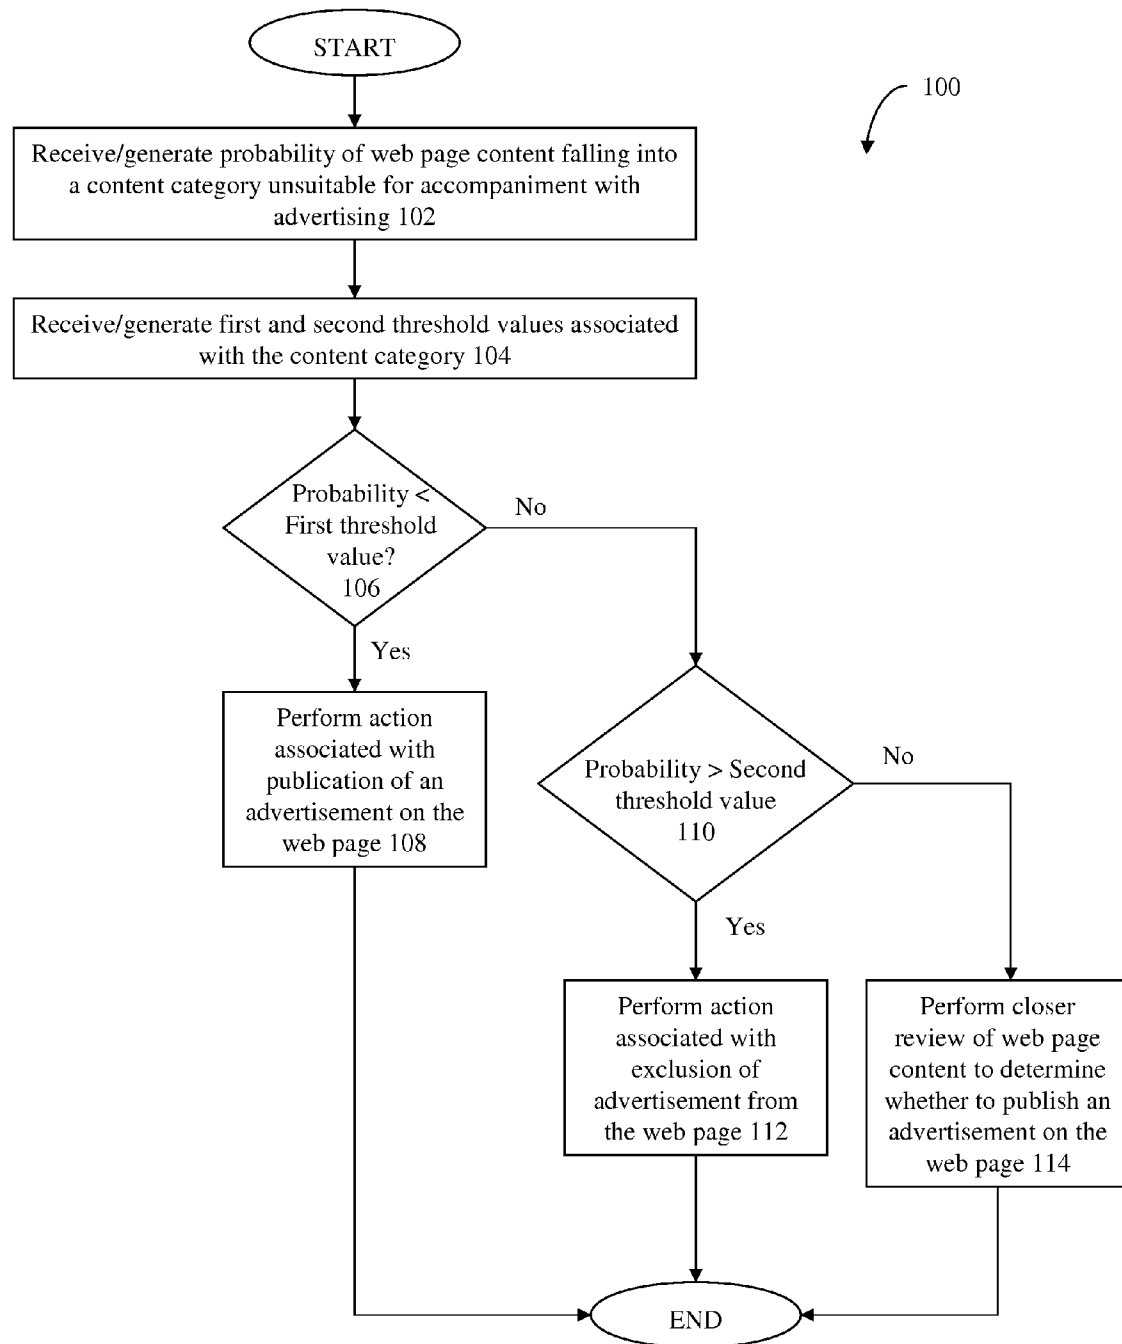 START
100
Receive/generate probability of web page content falling into
a content category unsuitable for accompaniment with
advertising 102
Receive/generate first and second threshold values associated
with the content category 104
Probability <
First threshold
value?
106
No
Yes
Perform action
associated with
publication of an
advertisement on the
web page 108
Probability > Second
threshold value
110
No
Yes
Perform action
associated with
exclusion of
advertisement from
the web page 112
Perform closer
review of web page
content to determine
whether to publish an
advertisement on the
web page 114
END